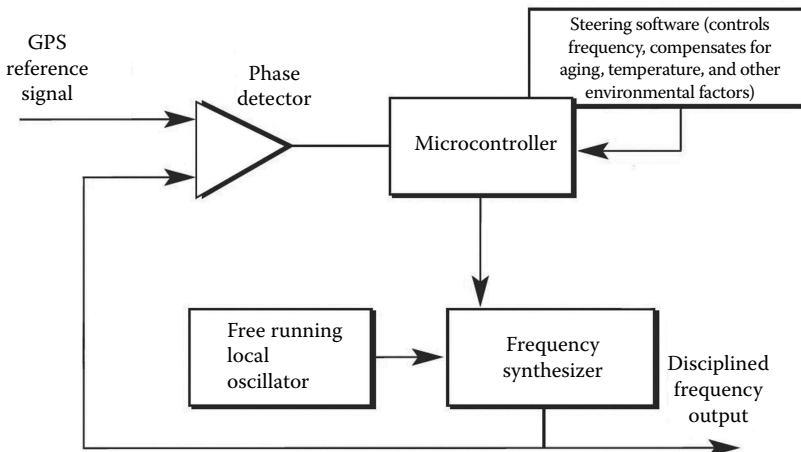 GPS
reference
signal
Phase
detector
Steering software (controls
frequency, compensates for
aging, temperature, and other
environmental factors)
Microcontroller
Free running
local
oscillator
Frequency
synthesizer
Disciplined
frequency
output